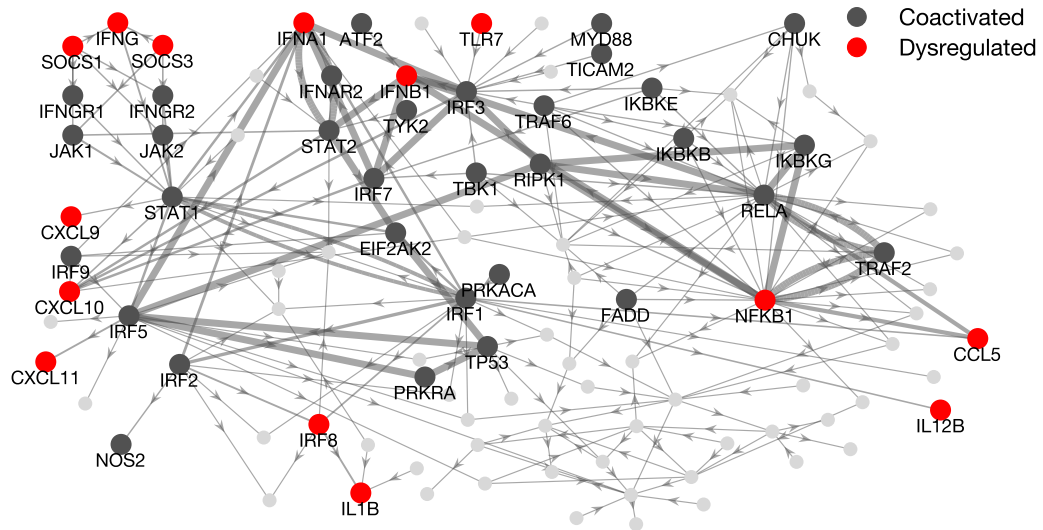 Coactivated
Dysregulated
IFNG
IFNA1
ATF2
TLR7
MYD88
CHUK
SOCS1
SOCS3
TICAM2
IFNAR2
IFNB1
IRF3
IKBKE
IFNGR1
IFNGR2
TYK2
TRAF6
JAK1
JAK2
STAT2
IKBKB
IKBKG
IRF7
TBK1
RIPK1
STAT1
RELA
CXCL9
EIF2AK2
IRF9
TRAF2
PRKACA
CXCL10
IRF1
FADD
NFKB1
IRF5
CCL5
TP53
CXCL11
IRF2
PRKRA
IL12B
IRF8
NOS2
IL1B